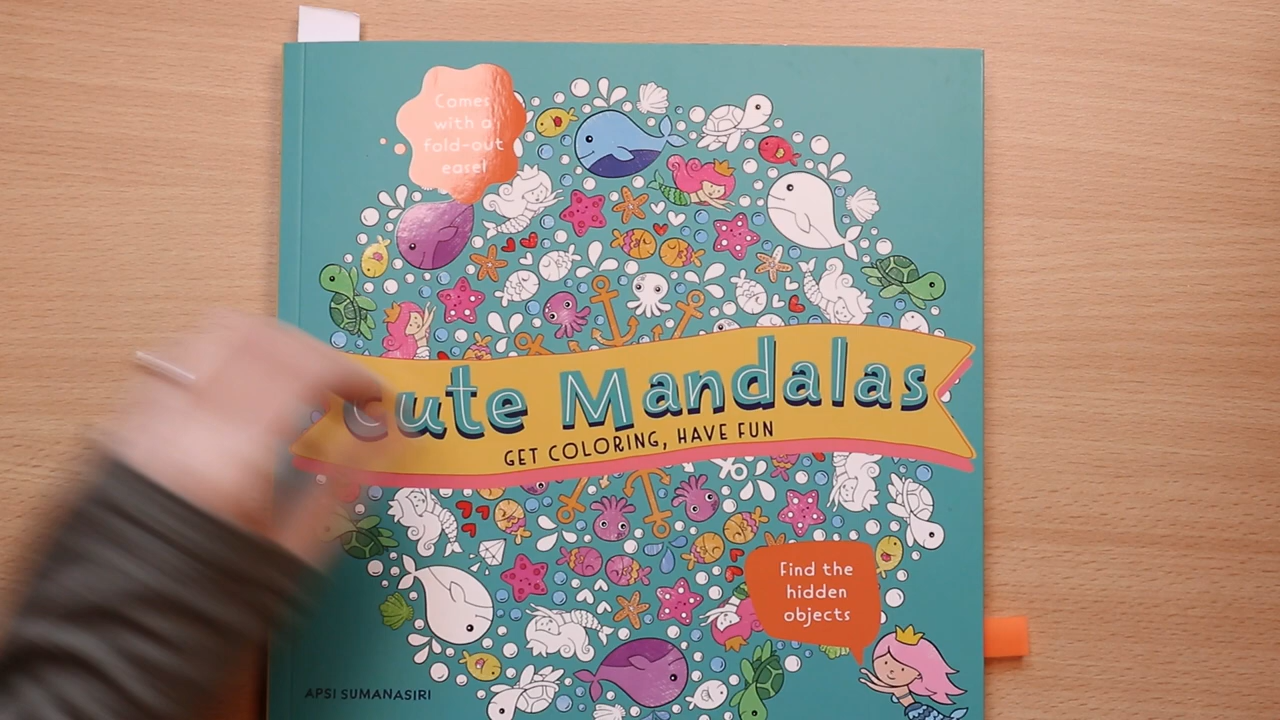 Comes
with a
fold-out
easel
Cute Mandalas
GET COLORING, HAVE FUN
Find the
hidden
objects
APSI SUMANASIRI